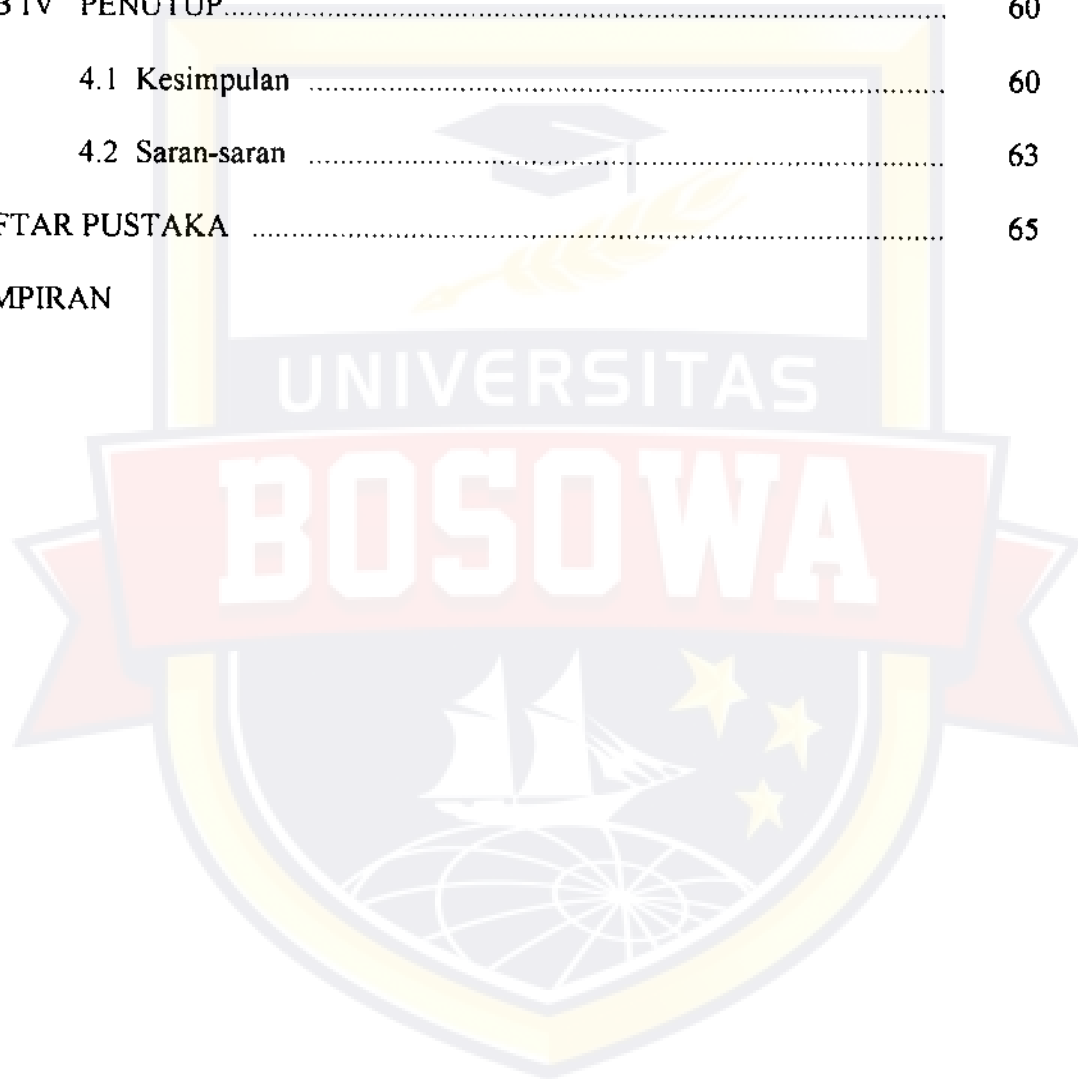 B IV PENUTUP.......... 60
4.1 Kesimpulan .......... 60
4.2 Saran-saran .......... 63
FTAR PUSTAKA .......... 65
MPIRAN
UNIVERSITAS
BOSOWA